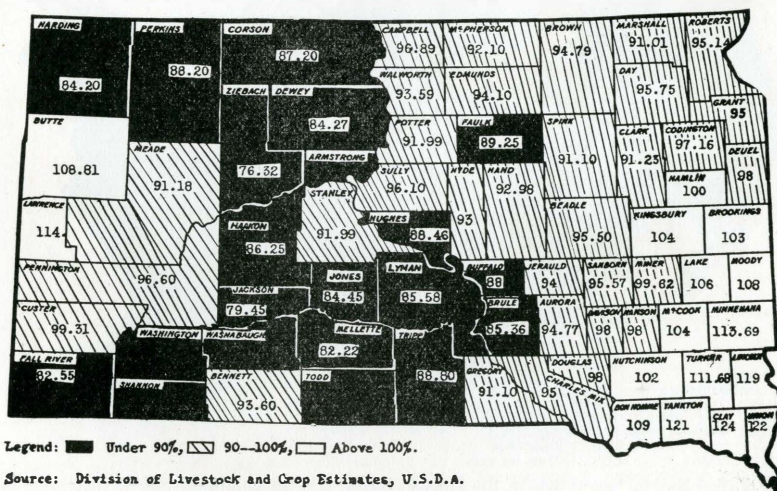 HARDING
84.20
PERKINS
88.20
CORSON
87.20
CAMPBELL
96.89
McPHERSON
92.10
BROWN
94.79
MARSHALL
91.01
ROBERTS
95.14
WALWORTH
93.59
EDMUNDS
94.10
DAY
95.75
ZIEBACH
76.32
DEWEY
84.27
GRANT
95
BUTTE
108.81
POTTER
91.99
FAULK
89.25
SPINK
91.10
CLARK
91.23
CODINGTON
97.16
DEUEL
98
MEADE
91.18
ARMSTRONG
SULLY
96.10
HYDE
93
HAND
92.98
HAMLIN
100
STANLEY
91.99
BEADLE
95.50
KINGSBURY
104
BROOKINGS
103
LAWRENCE
114.
HUGHES
88.46
HAAKON
86.25
PENNINGTON
96.60
JONES
84.45
LYMAN
85.58
BUFFALO
88
JERAULD
94
SANBORN
95.57
MINER
99.62
LAKE
106
MOODY
108
JACKSON
79.45
CUSTER
99.31
BRULE
85.36
AURORA
94.77
DAVISON
98
HANSON
98
McCOOK
104
MINNEHAHA
113.69
WASHINGTON
WASHABAUGH
MELLETTE
82.22
TRIPP
88.80
FALL RIVER
82.55
SHANNON
BENNETT
93.60
TODD
GREGORY
91.10
CHARLES MIX
95
DOUGLAS
98
HUTCHINSON
102
TURNER
111.68
LINCOLN
119
BON HOMME
109
YANKTON
121
CLAY
124
UNION
122
Legend: Under 90%, 90--100%, Above 100%.
Source: Division of Livestock and Crop Estimates, U.S.D.A.